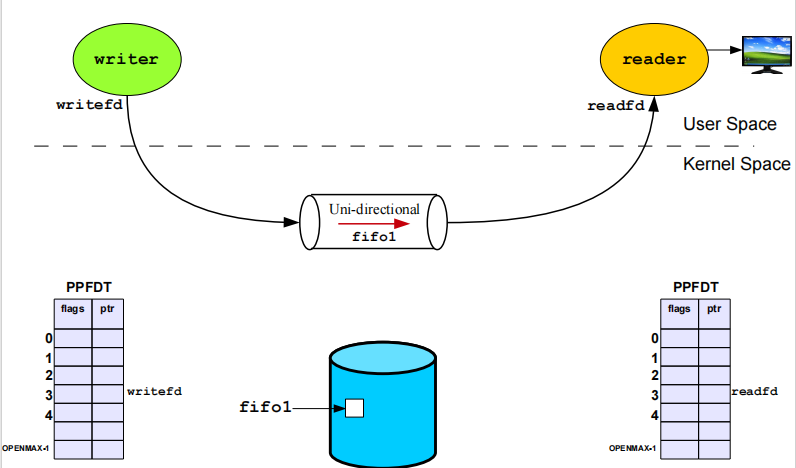 writer
reader
writefd
readfd
User Space
Kernel Space
Uni-directional
fifo1
PPFDT
flags ptr
0
1
2
3 writefd
4
OPENMAX-1
fifo1
PPFDT
flags ptr
0
1
2
3 readfd
4
OPENMAX-1